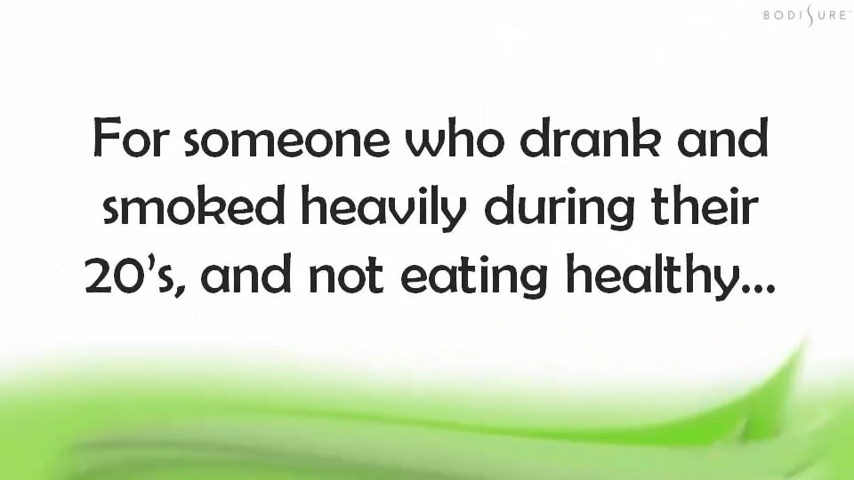 BODISURE
For someone who drank and
smoked heavily during their
20's, and not eating healthy...